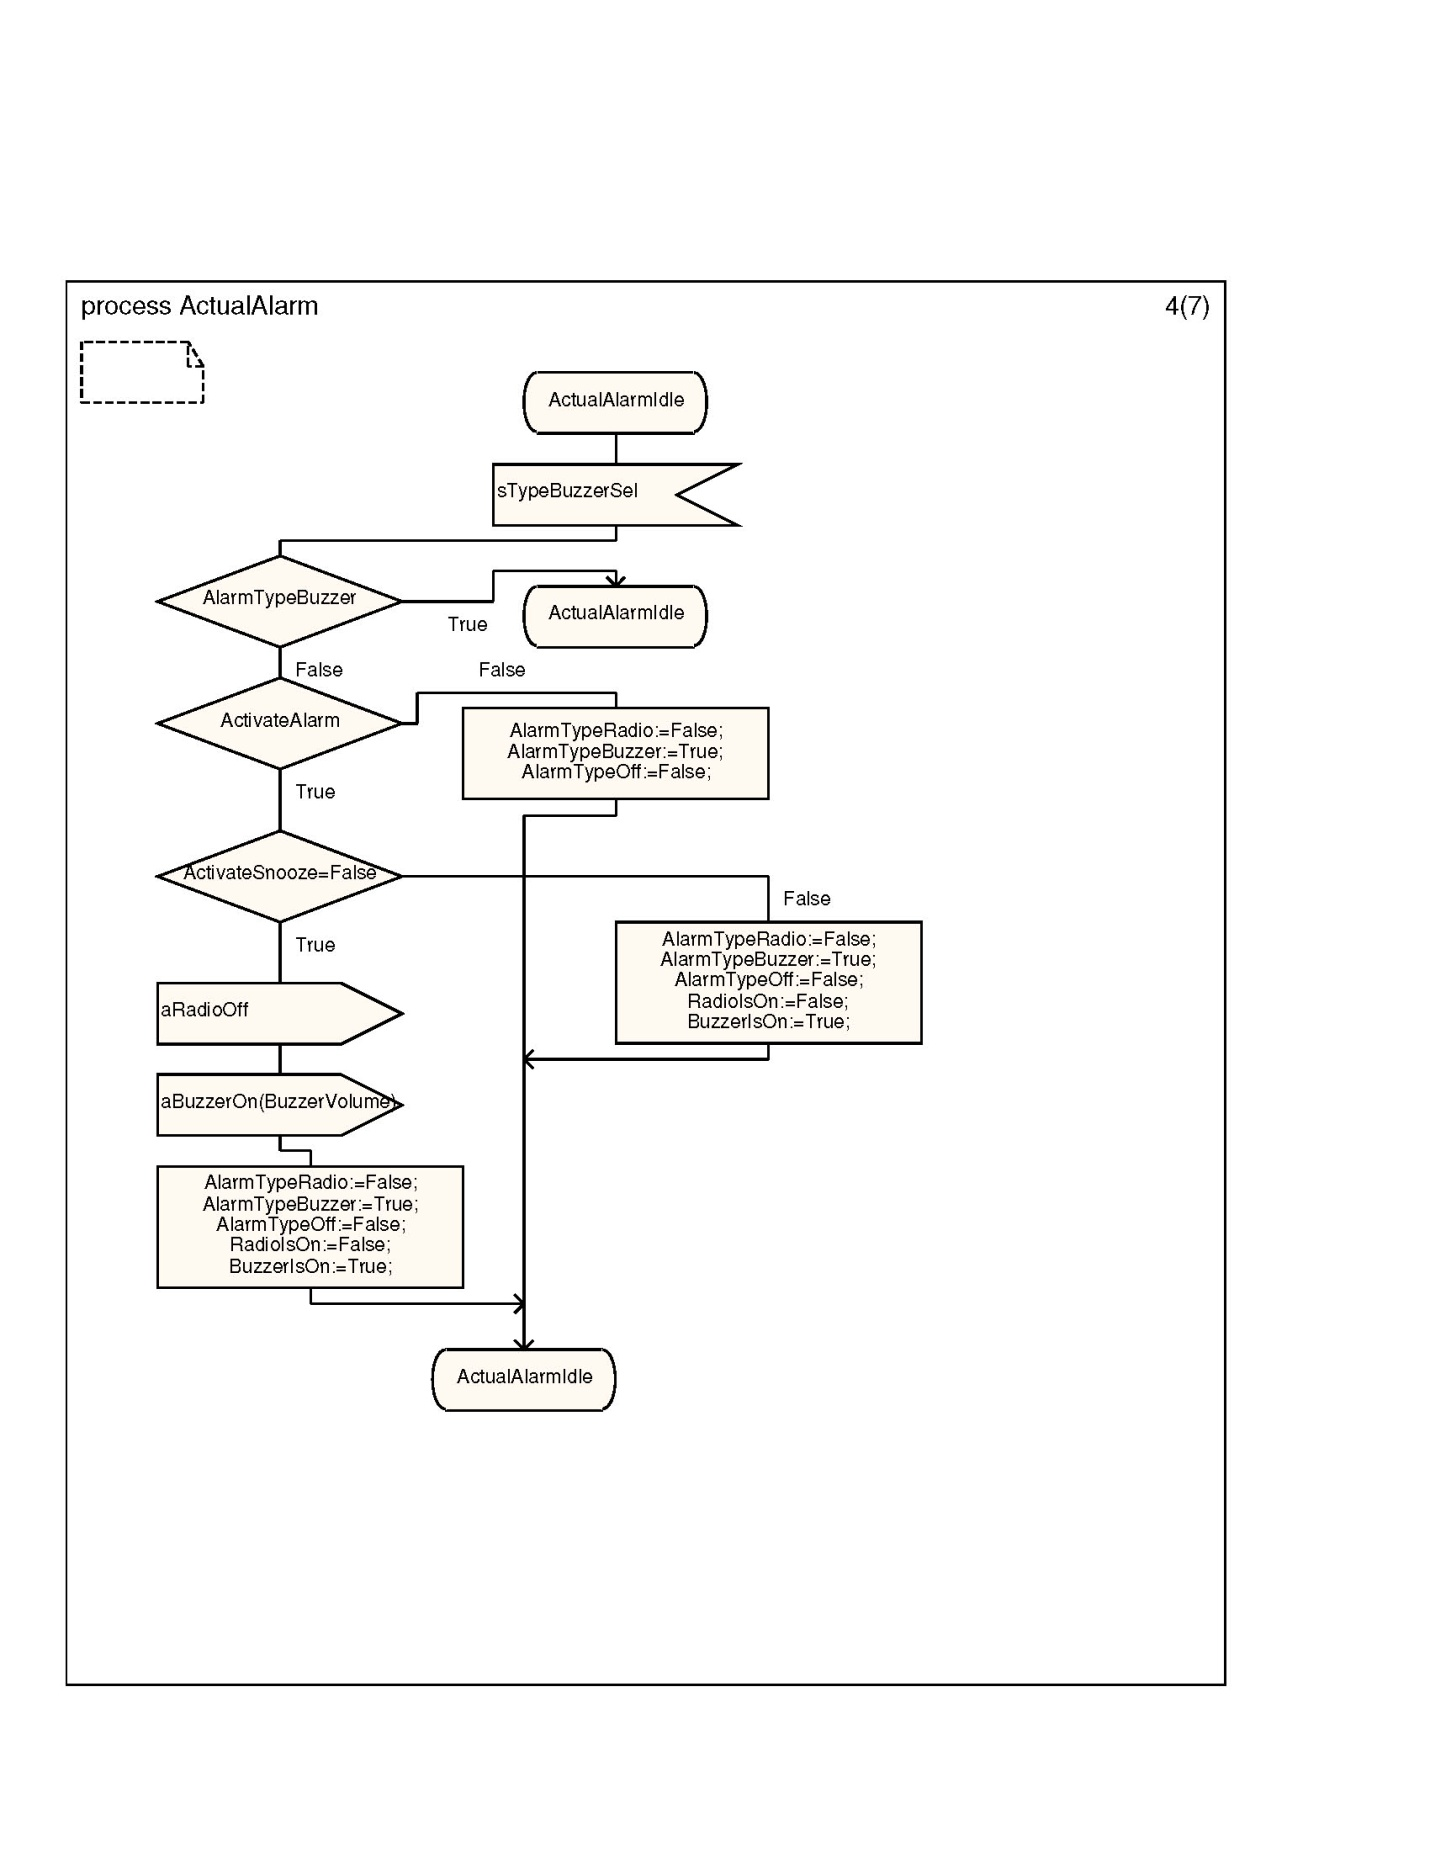 process ActualAlarm
4(7)
ActualAlarmIdle
sTypeBuzzerSel
AlarmTypeBuzzer
True
ActualAlarmIdle
False
False
ActivateAlarm
AlarmTypeRadio:=False;
AlarmTypeBuzzer:=True;
AlarmTypeOff:=False;
True
ActivateSnooze=False
False
True
AlarmTypeRadio:=False;
AlarmTypeBuzzer:=True;
AlarmTypeOff:=False;
RadioIsOn:=False;
BuzzerIsOn:=True;
aRadioOff
aBuzzerOn(BuzzerVolume)
AlarmTypeRadio:=False;
AlarmTypeBuzzer:=True;
AlarmTypeOff:=False;
RadioIsOn:=False;
BuzzerIsOn:=True;
ActualAlarmIdle